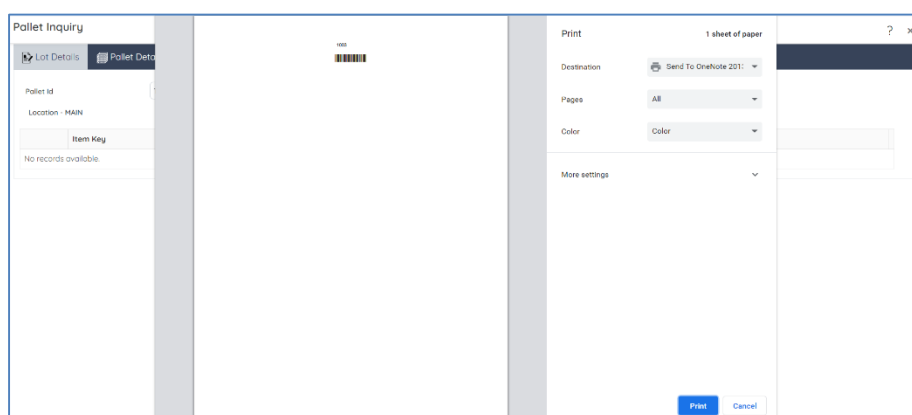 Pallet Inquiry
? ×
Lot Details
Pallet Deta
Pallet Id
Location - MAIN
Item Key
No records available.
Print
1 sheet of paper
Destination
Send To OneNote 201
Pages
All
Color
Color
More settings
Print
Cancel